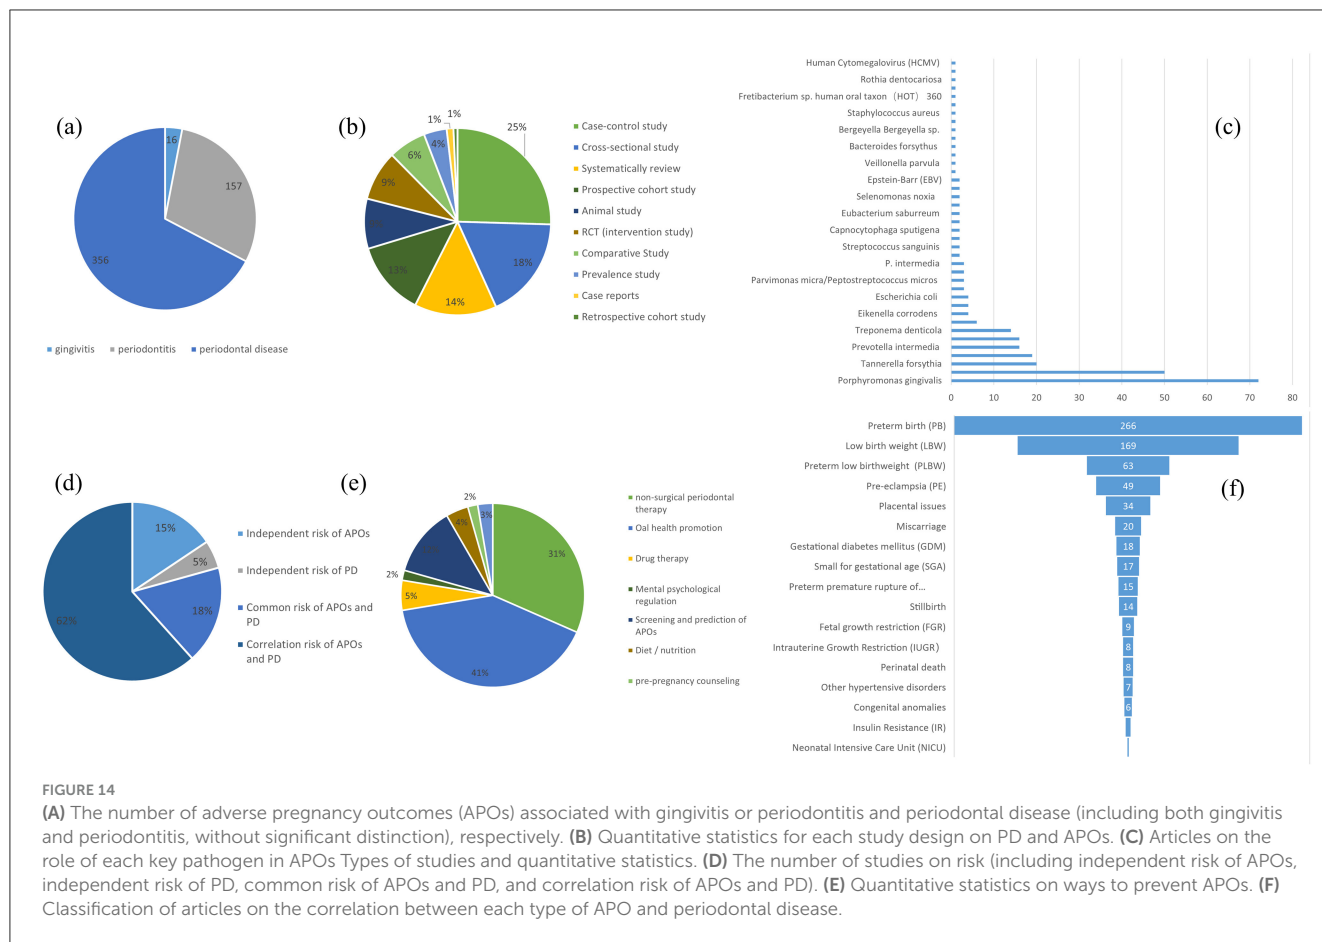 (a)
16
157
356
gingivitis
periodontitis
periodontal disease
(b)
1%
1%
25%
4%
6%
9%
13%
14%
18%
Case-control study
Cross-sectional study
Systematically review
Prospective cohort study
Animal study
RCT (intervention study)
Comparative Study
Prevalence study
Case reports
Retrospective cohort study
(c)
Human Cytomegalovirus (HCMV)
Rothia dentocariosa
Fretibacterium sp. human oral taxon (HOT) 360
Staphylococcus aureus
Bergeyella Bergeyella sp.
Bacteroides forsythus
Veillonella parvula
Epstein-Barr (EBV)
Selenomonas noxia
Eubacterium saburreum
Capnocytophaga sputigena
Streptococcus sanguinis
P. intermedia
Parvimonas micra/Peptostreptococcus micros
Escherichia coli
Eikenella corrodens
Treponema denticola
Prevotella intermedia
Tannerella forsythia
Porphyromonas gingivalis
0 10 20 30 40 50 60 70 80
(d)
15%
5%
18%
62%
Independent risk of APOs
Independent risk of PD
Common risk of APOs and
PD
Correlation risk of APOs
and PD
(e)
2%
3%
4%
31%
2%
5%
41%
non-surgical periodontal
therapy
Oal health promotion
Drug therapy
Mental psychological
regulation
Screening and prediction of
APOs
Diet / nutrition
pre-pregnancy counseling
(f)
Preterm birth (PB) 266
Low birth weight (LBW) 169
Preterm low birthweight (PLBW) 63
Pre-eclampsia (PE) 49
Placental issues 34
Miscarriage 20
Gestational diabetes mellitus (GDM) 18
Small for gestational age (SGA) 17
Preterm premature rupture of... 15
Stillbirth 14
Fetal growth restriction (FGR) 9
Intrauterine Growth Restriction (IUGR) 8
Perinatal death 8
Other hypertensive disorders 7
Congenital anomalies 6
Insulin Resistance (IR)
Neonatal Intensive Care Unit (NICU)
FIGURE 14
(A) The number of adverse pregnancy outcomes (APOs) associated with gingivitis or periodontitis and periodontal disease (including both gingivitis
and periodontitis, without significant distinction), respectively. (B) Quantitative statistics for each study design on PD and APOs. (C) Articles on the
role of each key pathogen in APOs Types of studies and quantitative statistics. (D) The number of studies on risk (including independent risk of APOs,
independent risk of PD, common risk of APOs and PD, and correlation risk of APOs and PD). (E) Quantitative statistics on ways to prevent APOs. (F)
Classification of articles on the correlation between each type of APO and periodontal disease.